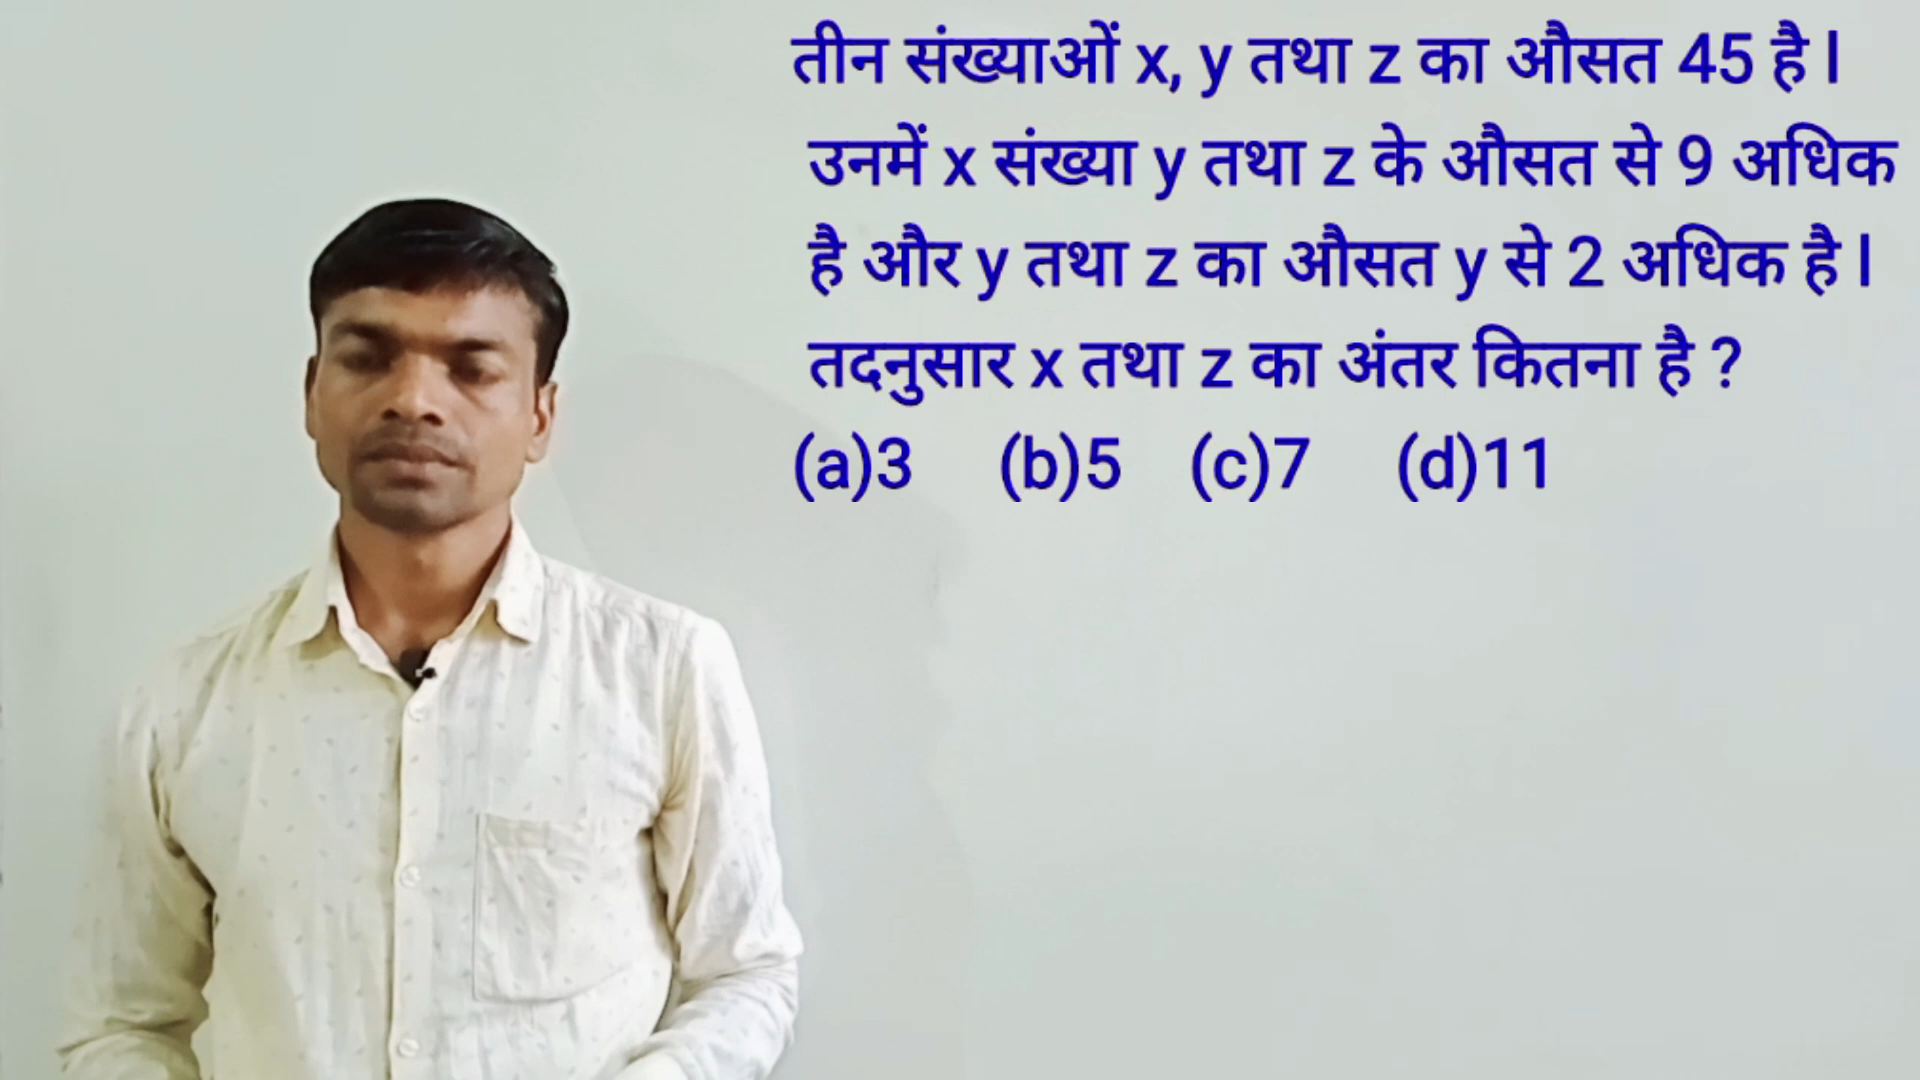 तीन संख्याओं x, y तथा z का औसत 45 है l
उनमें x संख्या y तथा z के औसत से 9 अधिक
है और y तथा z का औसत y से 2 अधिक है l
तदनुसार x तथा z का अंतर कितना है ?
(a)3 (b)5 (c)7 (d)11